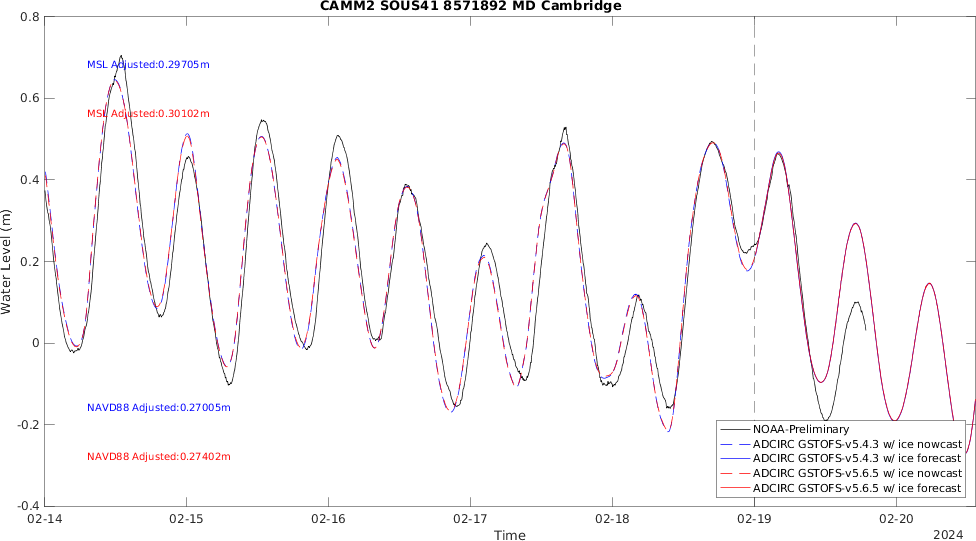 CAMM2 SOUS41 8571892 MD Cambridge
0.8
0.6
0.4
0.2
0
-0.2
-0.4
Water Level (m)
MSL Adjusted:0.29705m
MSL Adjusted:0.30102m
NAVD88 Adjusted:0.27005m
NAVD88 Adjusted:0.27402m
NOAA-Preliminary
ADCIRC GSTOFS-v5.4.3 w/ ice nowcast
ADCIRC GSTOFS-v5.4.3 w/ ice forecast
ADCIRC GSTOFS-v5.6.5 w/ ice nowcast
ADCIRC GSTOFS-v5.6.5 w/ ice forecast
02-14 02-15 02-16 02-17 02-18 02-19 02-20
Time
2024